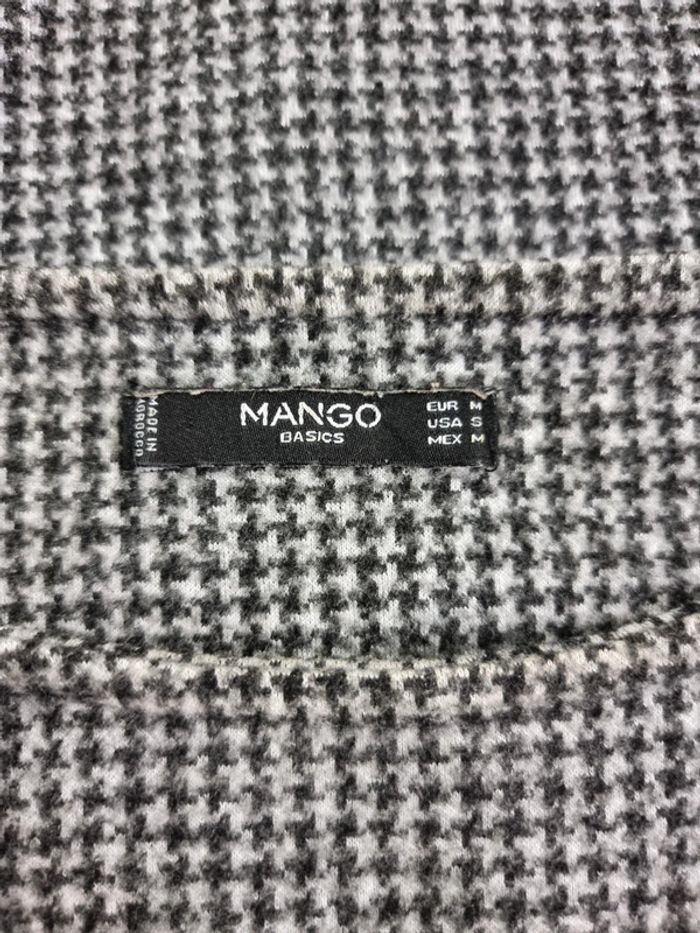 MADE IN
MOROCCO
MANGO
BASICS
EUR M
USA S
MEX M